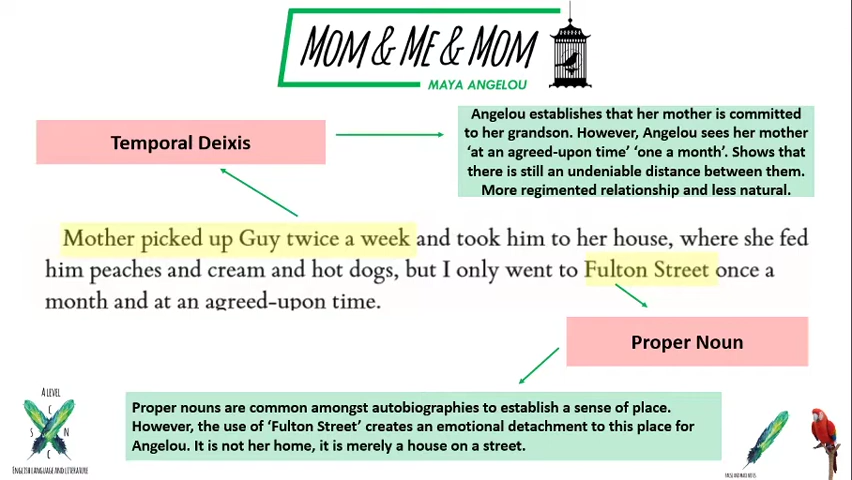 MOM & ME & MOM
MAYA ANGELOU
Temporal Deixis
Angelou establishes that her mother is committed
to her grandson. However, Angelou sees her mother
‘at an agreed-upon time’ ‘one a month’. Shows that
there is still an undeniable distance between them.
More regimented relationship and less natural.
Mother picked up Guy twice a week and took him to her house, where she fed
him peaches and cream and hot dogs, but I only went to Fulton Street once a
month and at an agreed-upon time.
Proper Noun
Proper nouns are common amongst autobiographies to establish a sense of place.
However, the use of ‘Fulton Street’ creates an emotional detachment to this place for
Angelou. It is not her home, it is merely a house on a street.
A LEVEL
C
S N
C
ENGLISH LANGUAGE AND LITERATURE